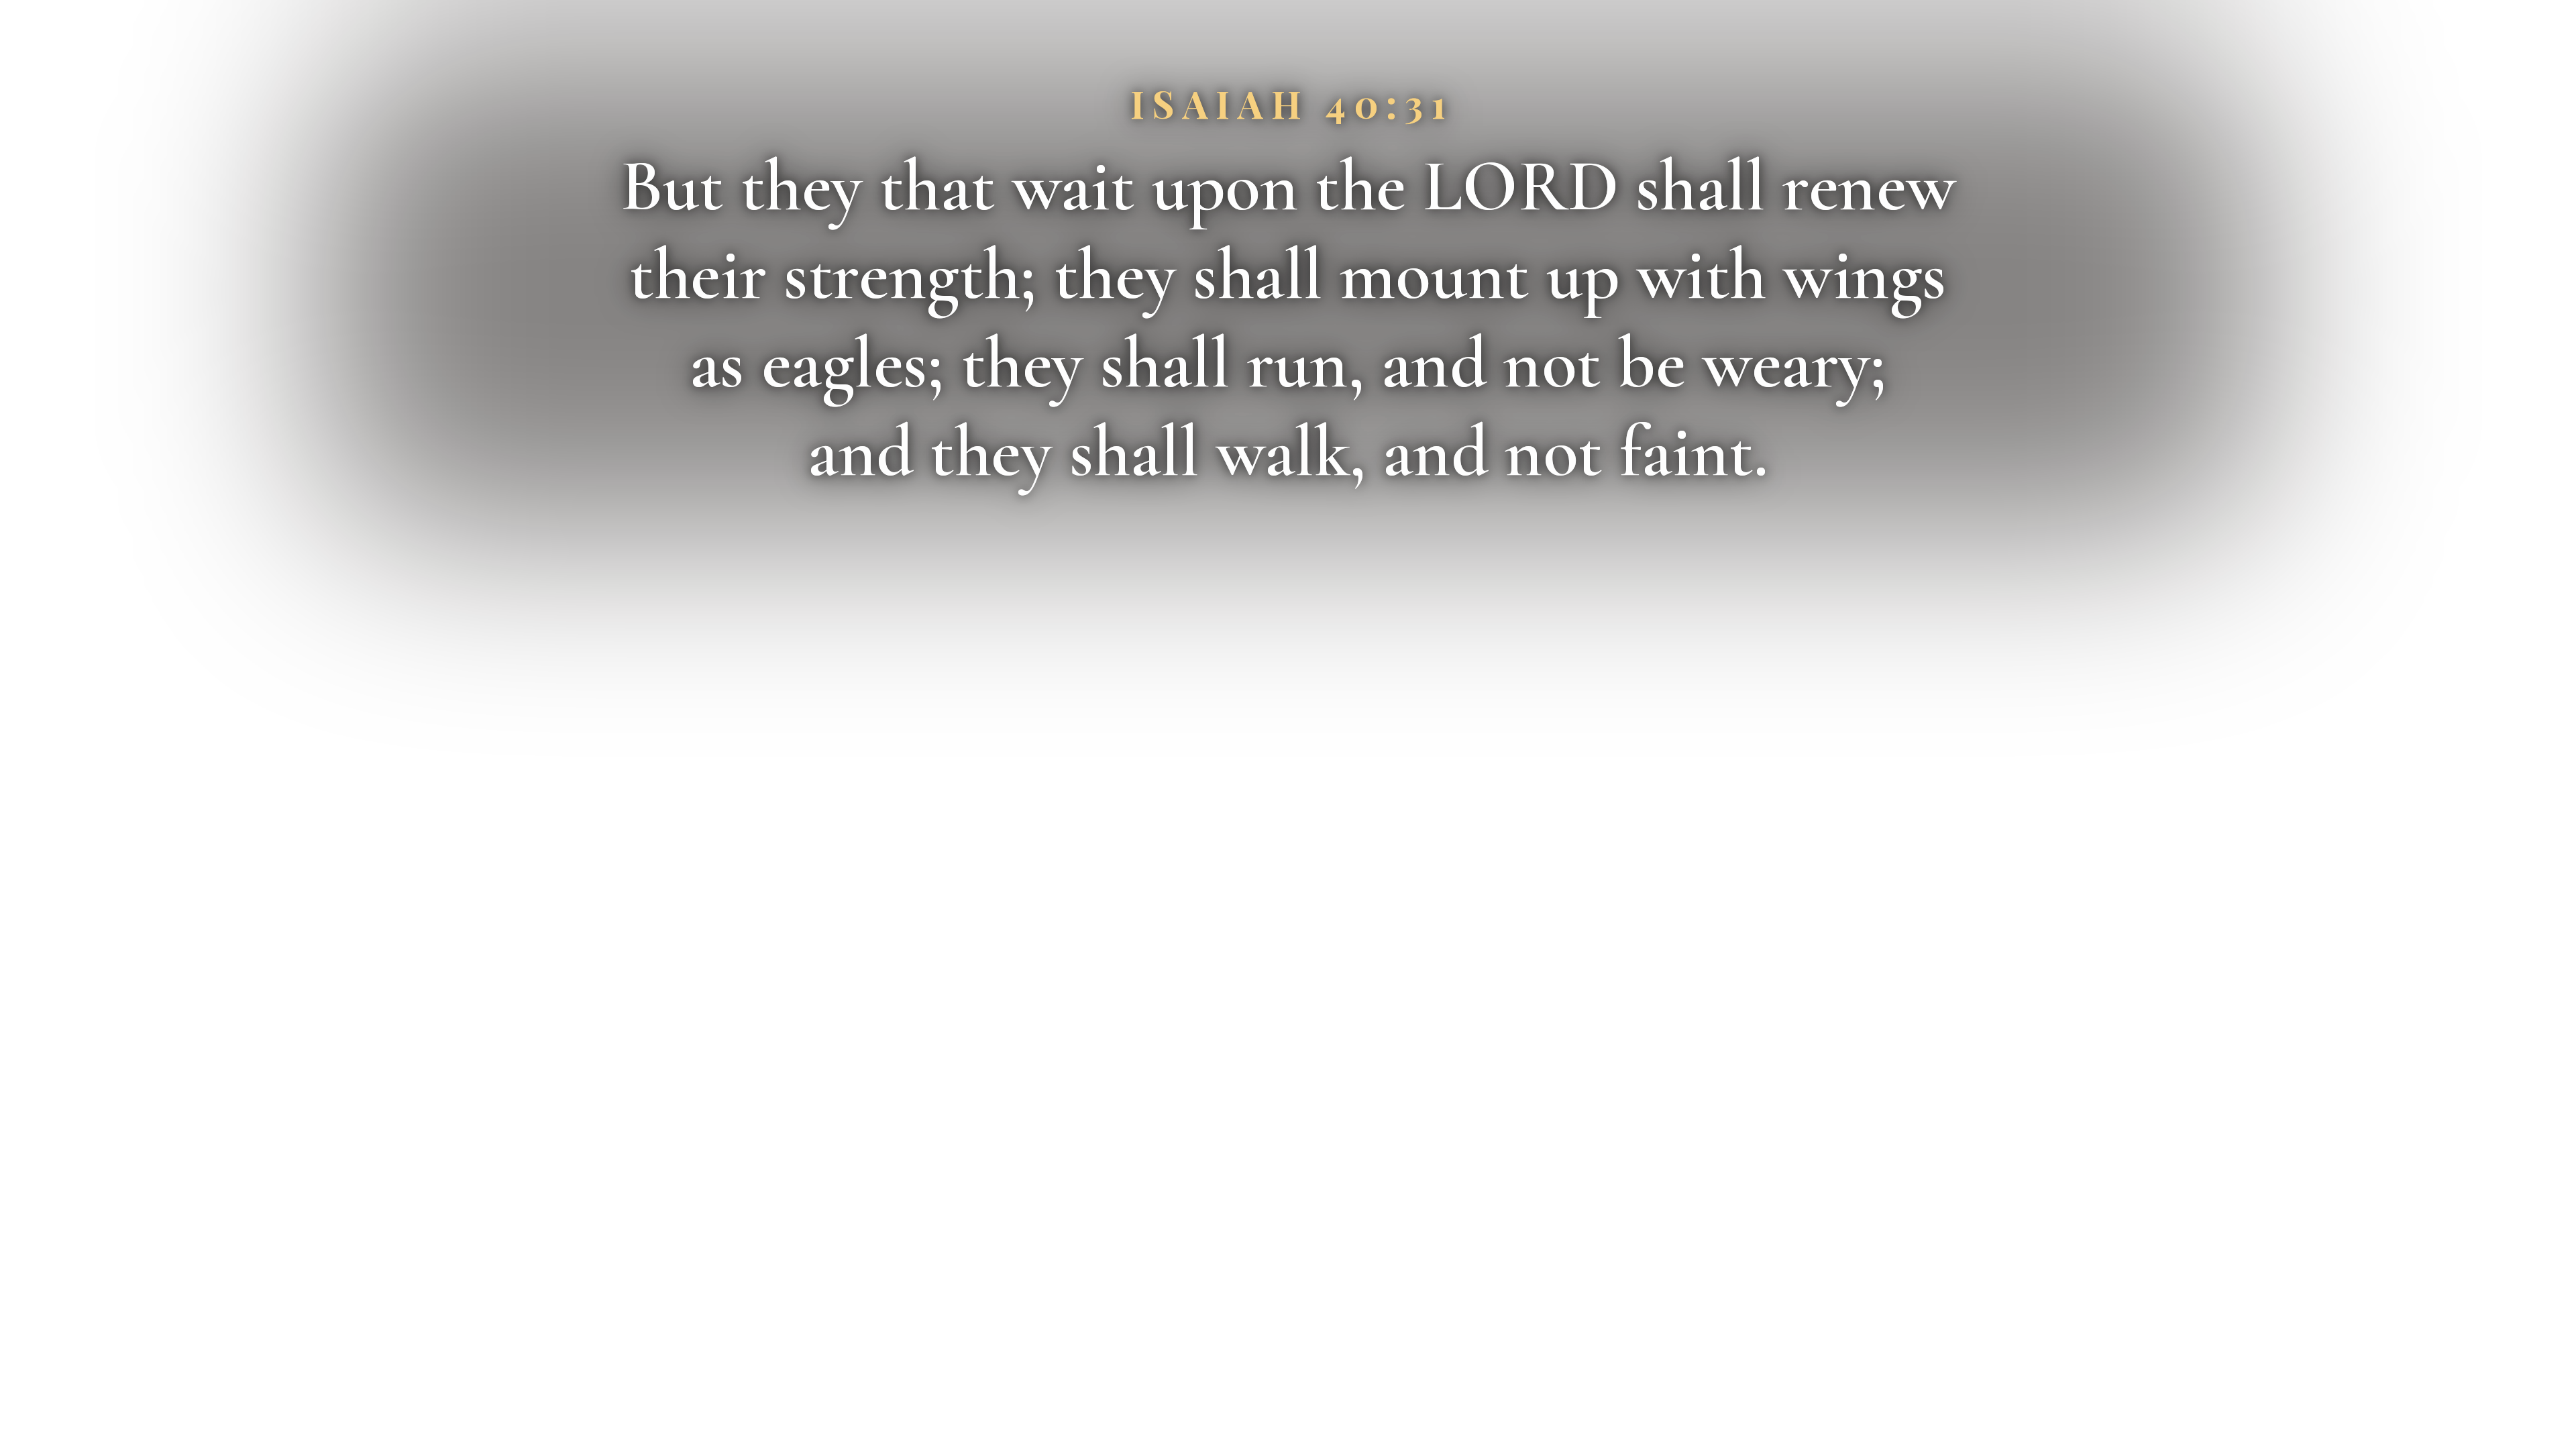 ISAIAH 40:31
But they that wait upon the LORD shall renew
their strength; they shall mount up with wings
as eagles; they shall run, and not be weary;
and they shall walk, and not faint.